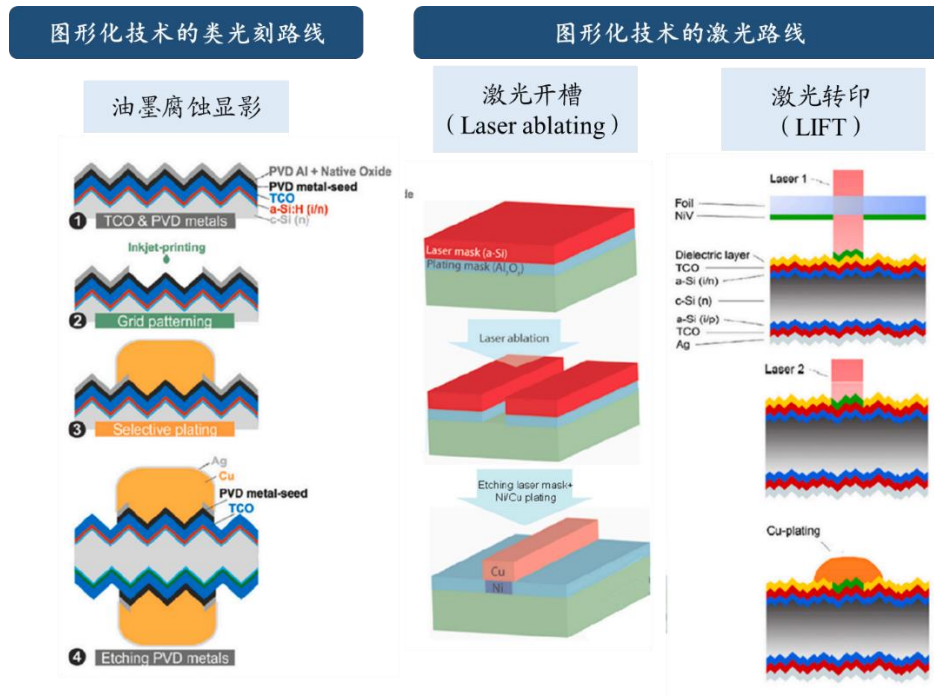 图形化技术的类光刻路线
图形化技术的激光路线
油墨腐蚀显影
PVD Al + Native Oxide
PVD metal-seed
TCO
a-Si:H (i/n)
c-Si (n)
1 TCO & PVD metals
Inkjet-printing
2 Grid patterning
3 Selective plating
Ag
Cu
PVD metal-seed
TCO
4 Etching PVD metals
激光开槽
（Laser ablating）
de
Laser mask (a-Si)
Plating mask (Al₂Oᵧ)
Laser ablation
Etching laser mask+
Ni/Cu plating
Cu
Ni
激光转印
（LIFT）
Laser 1
Foil
NiV
Dielectric layer
TCO
a-Si (i/n)
c-Si (n)
a-Si (i/p)
TCO
Ag
Laser 2
Cu-plating